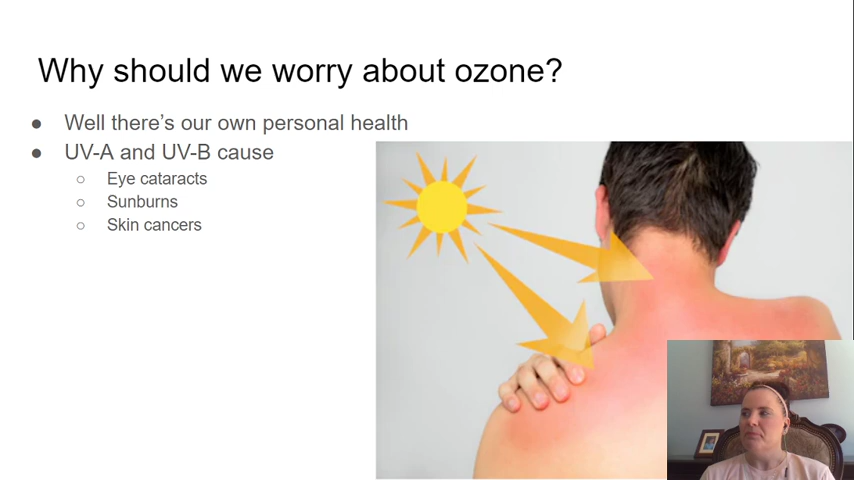 Why should we worry about ozone?
● Well there's our own personal health
● UV-A and UV-B cause
○ Eye cataracts
○ Sunburns
○ Skin cancers